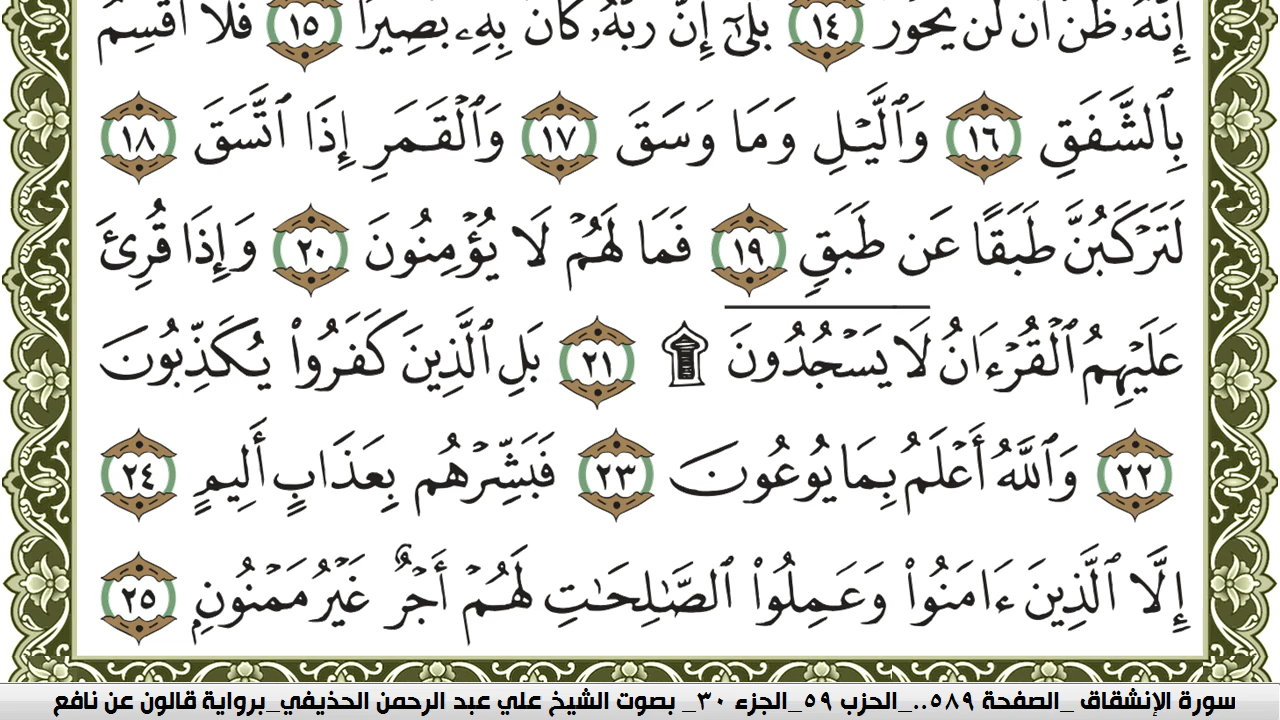 إِنَّهُۥ ظَنَّ أَن لَّن يَحُورَ ١٤ بَلَىٰٓ إِنَّ رَبَّهُۥ كَانَ بِهِۦ بَصِيرًا ١٥ فَلَآ أُقْسِمُ
بِٱلشَّفَقِ ١٦ وَٱلَّيْلِ وَمَا وَسَقَ ١٧ وَٱلْقَمَرِ إِذَا ٱتَّسَقَ ١٨
لَتَرْكَبُنَّ طَبَقًا عَن طَبَقٍ ١٩ فَمَا لَهُمْ لَا يُؤْمِنُونَ ٢٠ وَإِذَا قُرِئَ
عَلَيْهِمُ ٱلْقُرْءَانُ لَا يَسْجُدُونَ ۩ ٢١ بَلِ ٱلَّذِينَ كَفَرُوا۟ يُكَذِّبُونَ
٢٢ وَٱللَّهُ أَعْلَمُ بِمَا يُوعُونَ ٢٣ فَبَشِّرْهُم بِعَذَابٍ أَلِيمٍ ٢٤
إِلَّا ٱلَّذِينَ ءَامَنُوا۟ وَعَمِلُوا۟ ٱلصَّٰلِحَٰتِ لَهُمْ أَجْرٌ غَيْرُ مَمْنُونٍ ٢٥
سورة الإنشقاق _الصفحة ٥٨٩.._الحزب ٥٩_الجزء ٣٠_ بصوت الشيخ علي عبد الرحمن الحذيفي_برواية قالون عن نافع